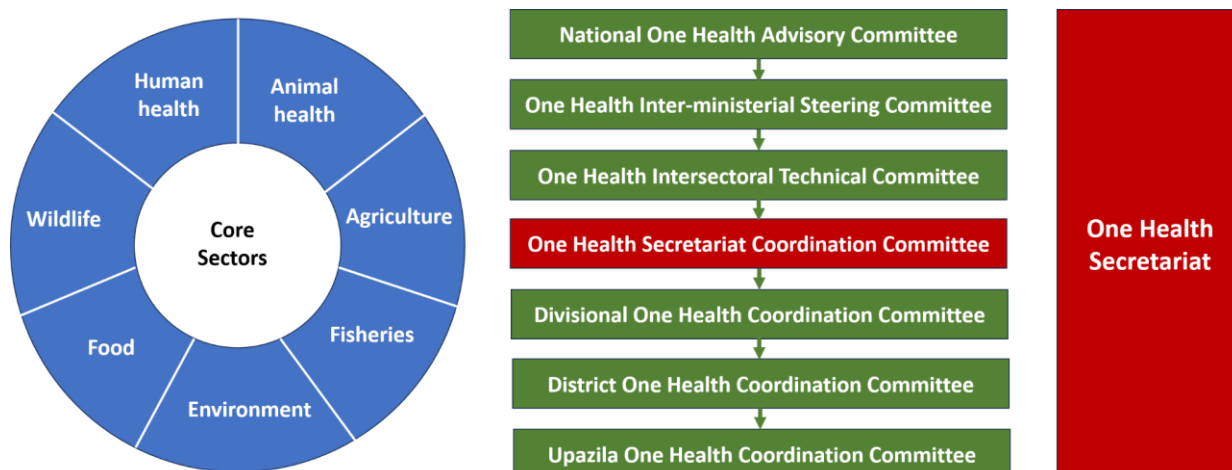 Human
health
Animal
health
Wildlife
Agriculture
Core
Sectors
Food
Fisheries
Environment
National One Health Advisory Committee
One Health Inter-ministerial Steering Committee
One Health Intersectoral Technical Committee
One Health Secretariat Coordination Committee
Divisional One Health Coordination Committee
District One Health Coordination Committee
Upazila One Health Coordination Committee
One Health
Secretariat